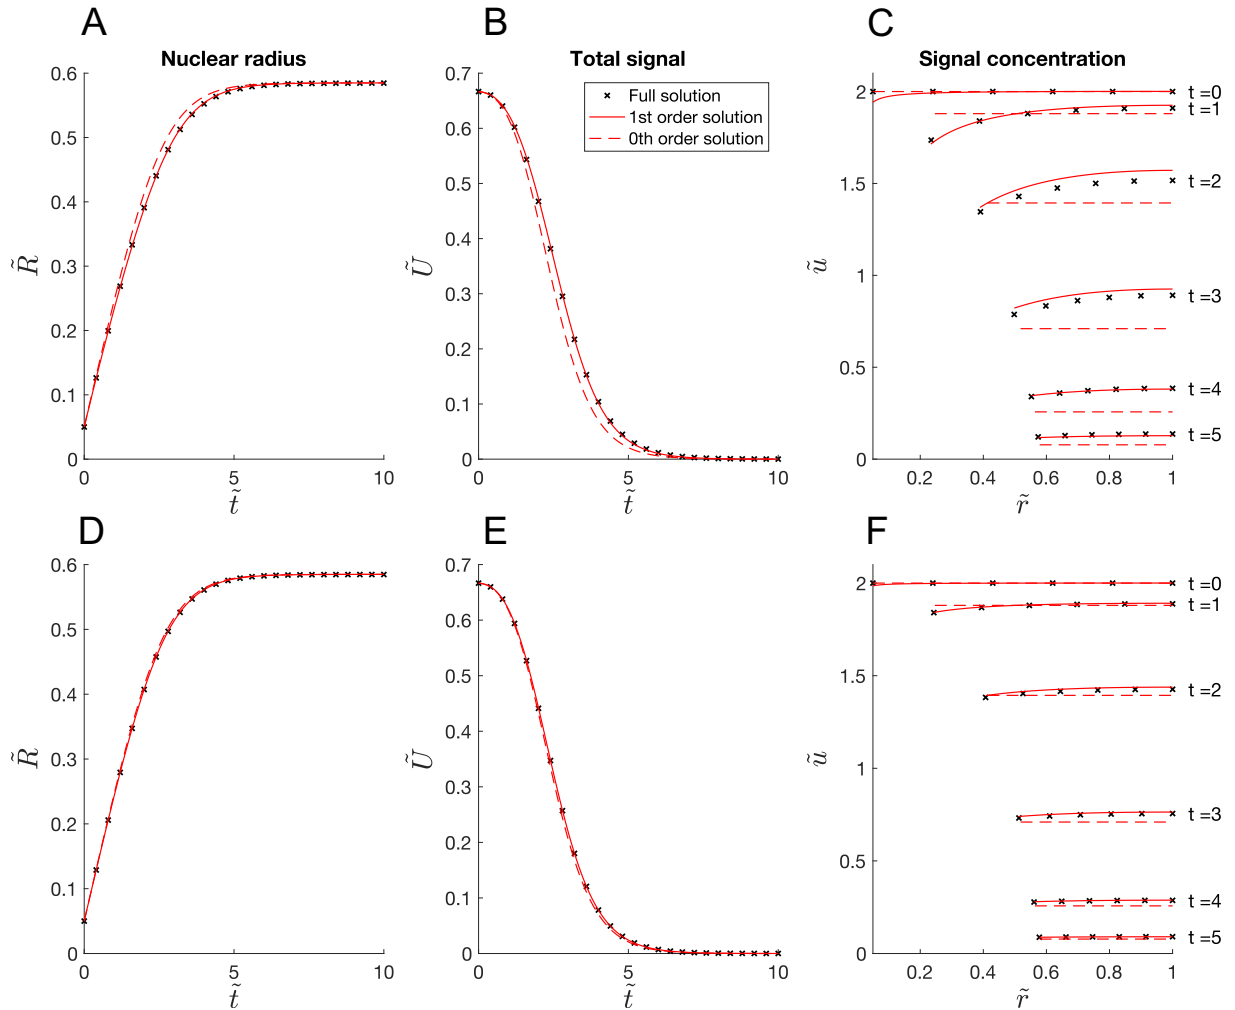 A
B
C
Nuclear radius
Total signal
Signal concentration
0.6
0.5
0.4
0.3
0.2
0.1
0
R̃
0
5
10
t̃
0.7
0.6
0.5
0.4
0.3
0.2
0.1
0
Ũ
0
5
10
t̃
Full solution
1st order solution
0th order solution
2
1.5
1
0.5
0
ũ
0.2
0.4
0.6
0.8
1
r̃
t =0
t =1
t =2
t =3
t =4
t =5
D
E
F
0.6
0.5
0.4
0.3
0.2
0.1
0
R̃
0
5
10
t̃
0.7
0.6
0.5
0.4
0.3
0.2
0.1
0
Ũ
0
5
10
t̃
2
1.5
1
0.5
0
ũ
0.2
0.4
0.6
0.8
1
r̃
t =0
t =1
t =2
t =3
t =4
t =5